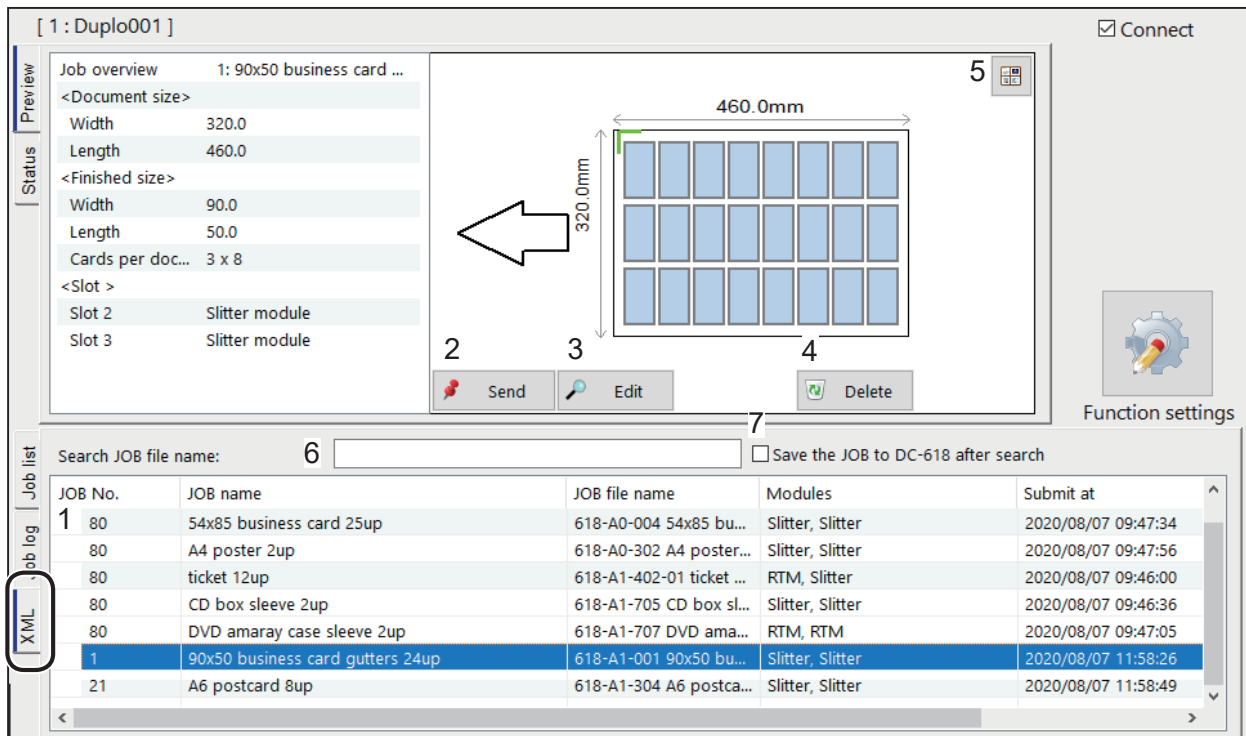 [ 1 : Duplo001 ]
Connect
Preview
Status
Job overview 1: 90x50 business card ...
<Document size>
Width 320.0
Length 460.0
<Finished size>
Width 90.0
Length 50.0
Cards per doc... 3 x 8
<Slot >
Slot 2 Slitter module
Slot 3 Slitter module
5
460.0mm
320.0mm
2 3 4
Send Edit Delete
Function settings
Job list
Job log
XML
7
Search JOB file name: 6 Save the JOB to DC-618 after search
JOB No. JOB name JOB file name Modules Submit at
1
80 54x85 business card 25up 618-A0-004 54x85 bu... Slitter, Slitter 2020/08/07 09:47:34
80 A4 poster 2up 618-A0-302 A4 poster... Slitter, Slitter 2020/08/07 09:47:56
80 ticket 12up 618-A1-402-01 ticket ... RTM, Slitter 2020/08/07 09:46:00
80 CD box sleeve 2up 618-A1-705 CD box sl... Slitter, Slitter 2020/08/07 09:46:36
80 DVD amaray case sleeve 2up 618-A1-707 DVD ama... RTM, RTM 2020/08/07 09:47:05
1 90x50 business card gutters 24up 618-A1-001 90x50 bu... Slitter, Slitter 2020/08/07 11:58:26
21 A6 postcard 8up 618-A1-304 A6 postca... Slitter, Slitter 2020/08/07 11:58:49